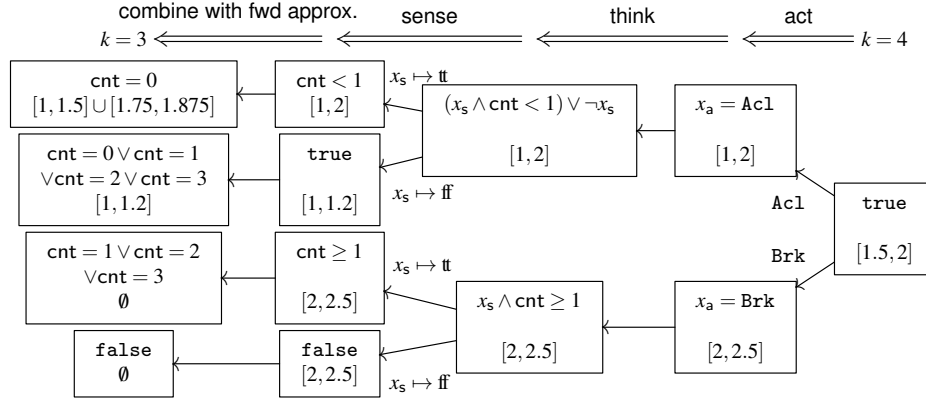 combine with fwd approx. sense think act
k = 3 k = 4
cnt = 0
[1, 1.5] ∪ [1.75, 1.875]
cnt < 1
[1, 2]
x_s ↦ tt
(x_s ∧ cnt < 1) ∨ ¬x_s
[1, 2]
x_a = Acl
[1, 2]
cnt = 0 ∨ cnt = 1
∨cnt = 2 ∨ cnt = 3
[1, 1.2]
true
[1, 1.2]
x_s ↦ ff
Acl
true
[1.5, 2]
Brk
cnt = 1 ∨ cnt = 2
∨cnt = 3
∅
cnt ≥ 1
[2, 2.5]
x_s ↦ tt
x_s ∧ cnt ≥ 1
[2, 2.5]
x_a = Brk
[2, 2.5]
false
∅
false
[2, 2.5]
x_s ↦ ff